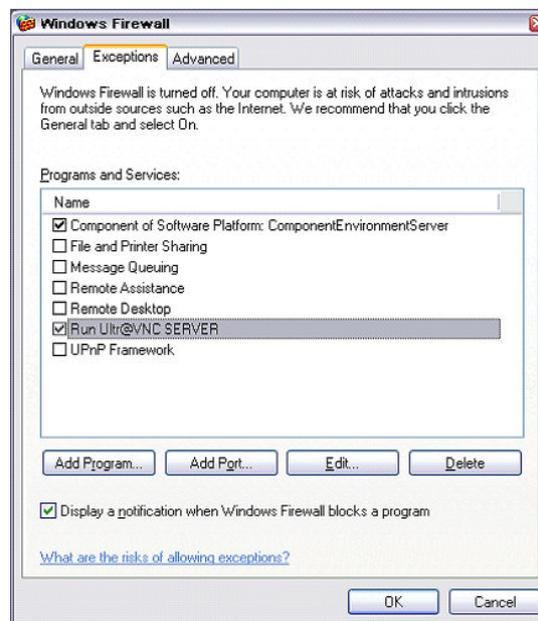 Windows Firewall
General Exceptions Advanced
Windows Firewall is turned off. Your computer is at risk of attacks and intrusions
from outside sources such as the Internet. We recommend that you click the
General tab and select On.
Programs and Services:
Name
Component of Software Platform: ComponentEnvironmentServer
File and Printer Sharing
Message Queuing
Remote Assistance
Remote Desktop
Run Ultr@VNC SERVER
UPnP Framework
Add Program... Add Port... Edit... Delete
Display a notification when Windows Firewall blocks a program
What are the risks of allowing exceptions?
OK Cancel